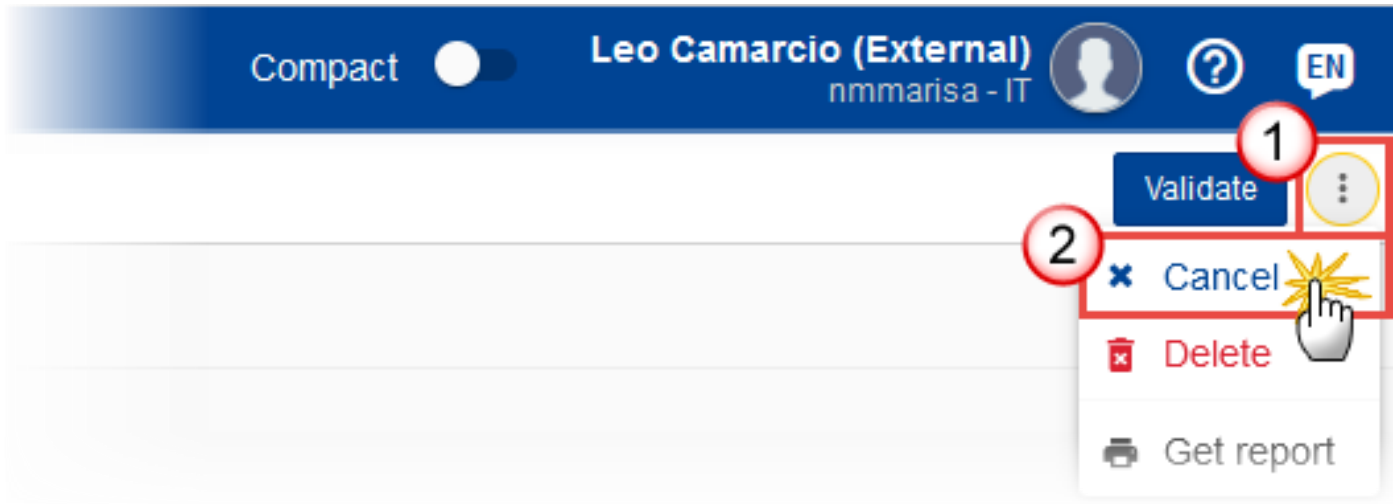 Compact Leo Camarcio (External) EN
nmmarisa - IT
1
Validate
2
Cancel
Delete
Get report